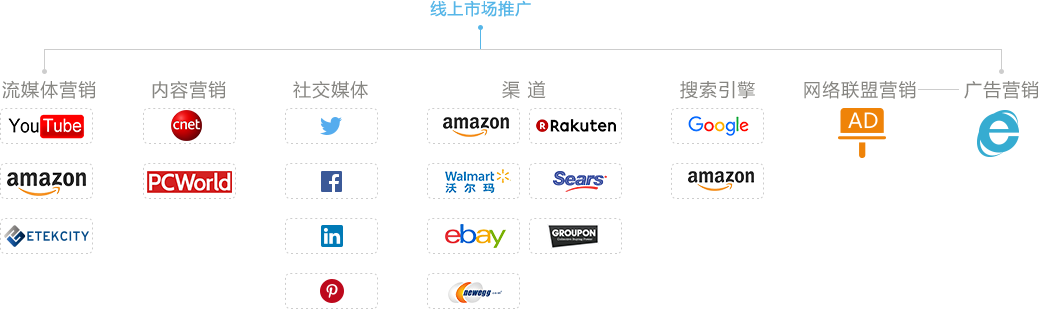 线上市场推广
流媒体营销
内容营销
社交媒体
渠 道
搜索引擎
网络联盟营销
广告营销
YouTube
cnet
amazon
Rakuten
Google
AD
amazon
PCWorld
Walmart
沃尔玛
Sears
amazon
ETEKCITY
in
ebay
GROUPON
newegg